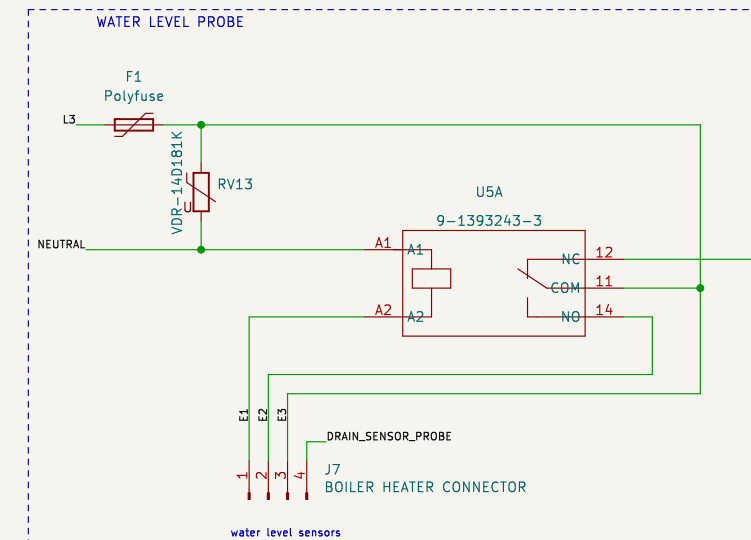 WATER LEVEL PROBE
F1
Polyfuse
L3
VDR-14D181K
U
RV13
U5A
9-1393243-3
NEUTRAL
A1
A1
NC
12
COM
11
A2
A2
NO
14
E1
E2
E3
DRAIN_SENSOR_PROBE
1
2
3
4
J7
BOILER HEATER CONNECTOR
water level sensors